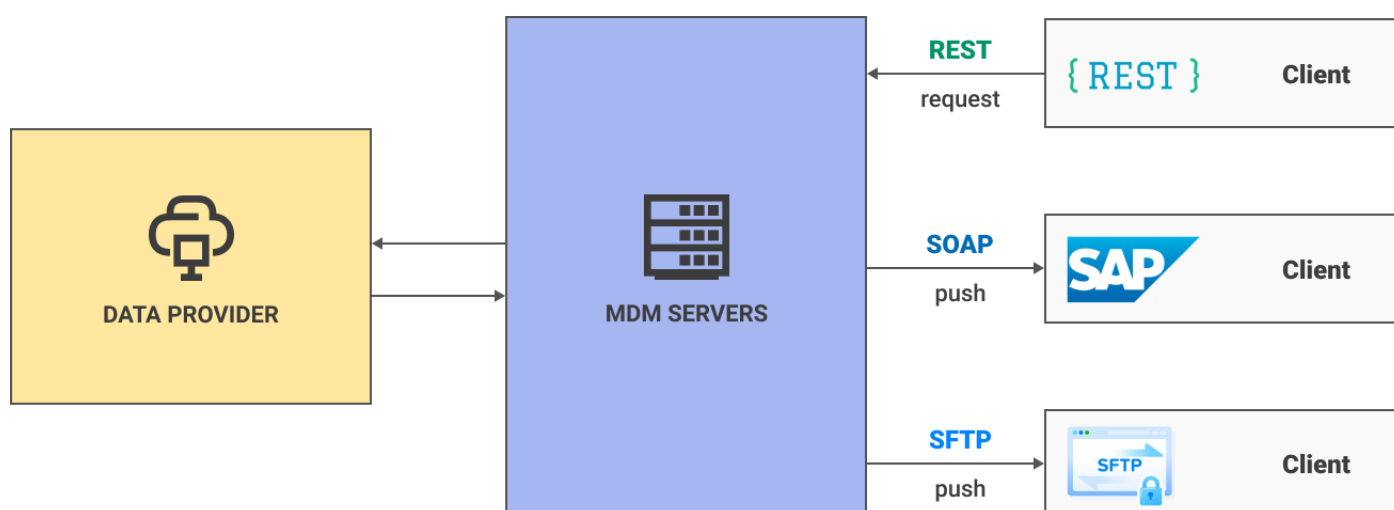 REST
request
{ REST }
Client
DATA PROVIDER
MDM SERVERS
SOAP
push
SAP
Client
SFTP
push
SFTP
Client